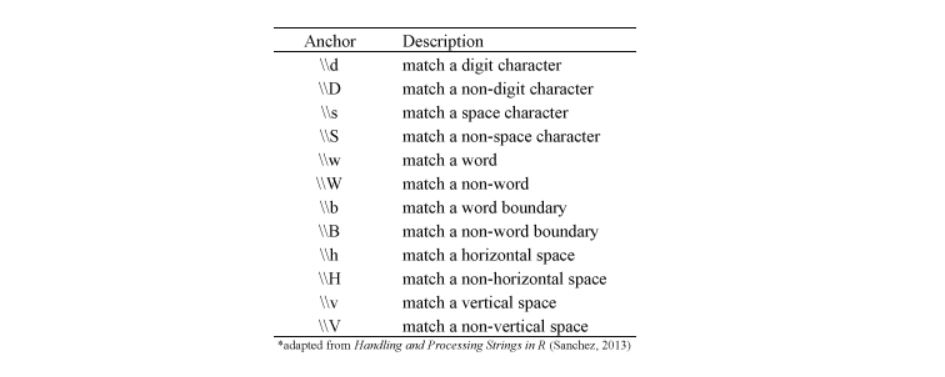 Anchor Description
\\d match a digit character
\\D match a non-digit character
\\s match a space character
\\S match a non-space character
\\w match a word
\\W match a non-word
\\b match a word boundary
\\B match a non-word boundary
\\h match a horizontal space
\\H match a non-horizontal space
\\v match a vertical space
\\V match a non-vertical space
*adapted from Handling and Processing Strings in R (Sanchez, 2013)